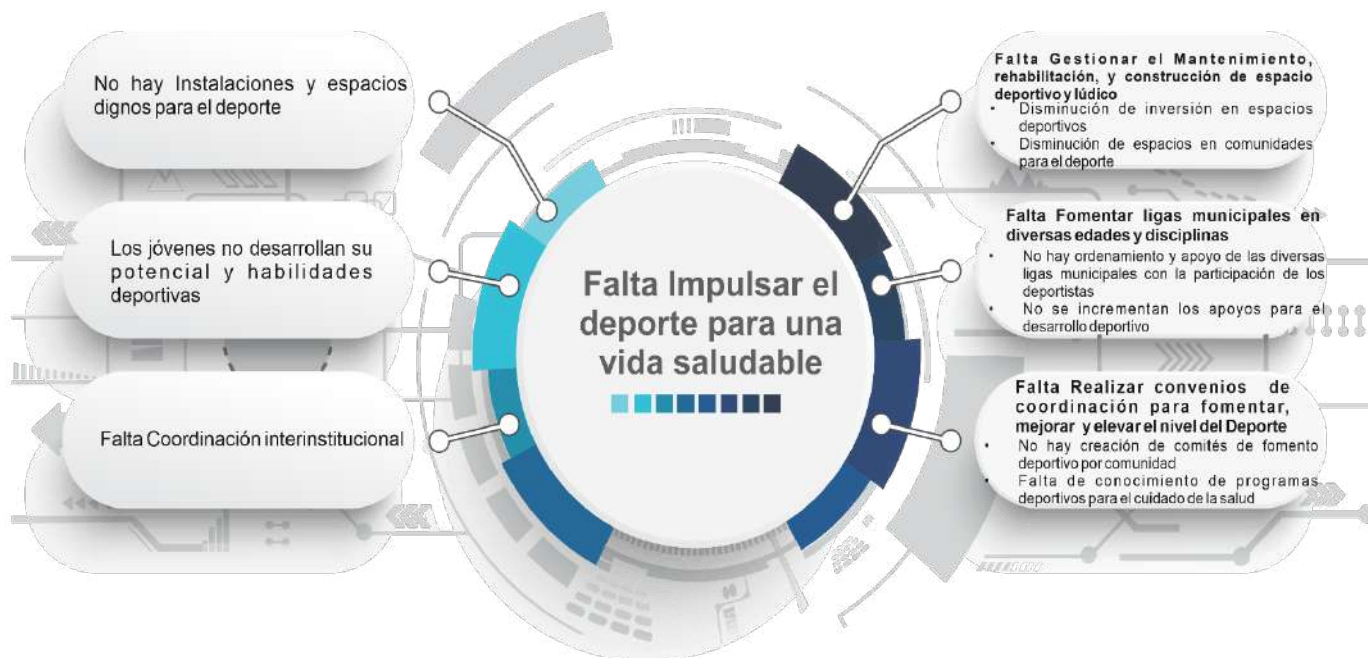 No hay Instalaciones y espacios
dignos para el deporte
Los jóvenes no desarrollan su
potencial y habilidades
deportivas
Falta Coordinación interinstitucional
Falta Impulsar el
deporte para una
vida saludable
Falta Gestionar el Mantenimiento,
rehabilitación, y construcción de espacio
deportivo y lúdico
• Disminución de inversión en espacios
deportivos
• Disminución de espacios en comunidades
para el deporte
Falta Fomentar ligas municipales en
diversas edades y disciplinas
• No hay ordenamiento y apoyo de las diversas
ligas municipales con la participación de los
deportistas
• No se incrementan los apoyos para el
desarrollo deportivo
Falta Realizar convenios de
coordinación para fomentar,
mejorar y elevar el nivel del Deporte
• No hay creación de comités de fomento
deportivo por comunidad
• Falta de conocimiento de programas
deportivos para el cuidado de la salud